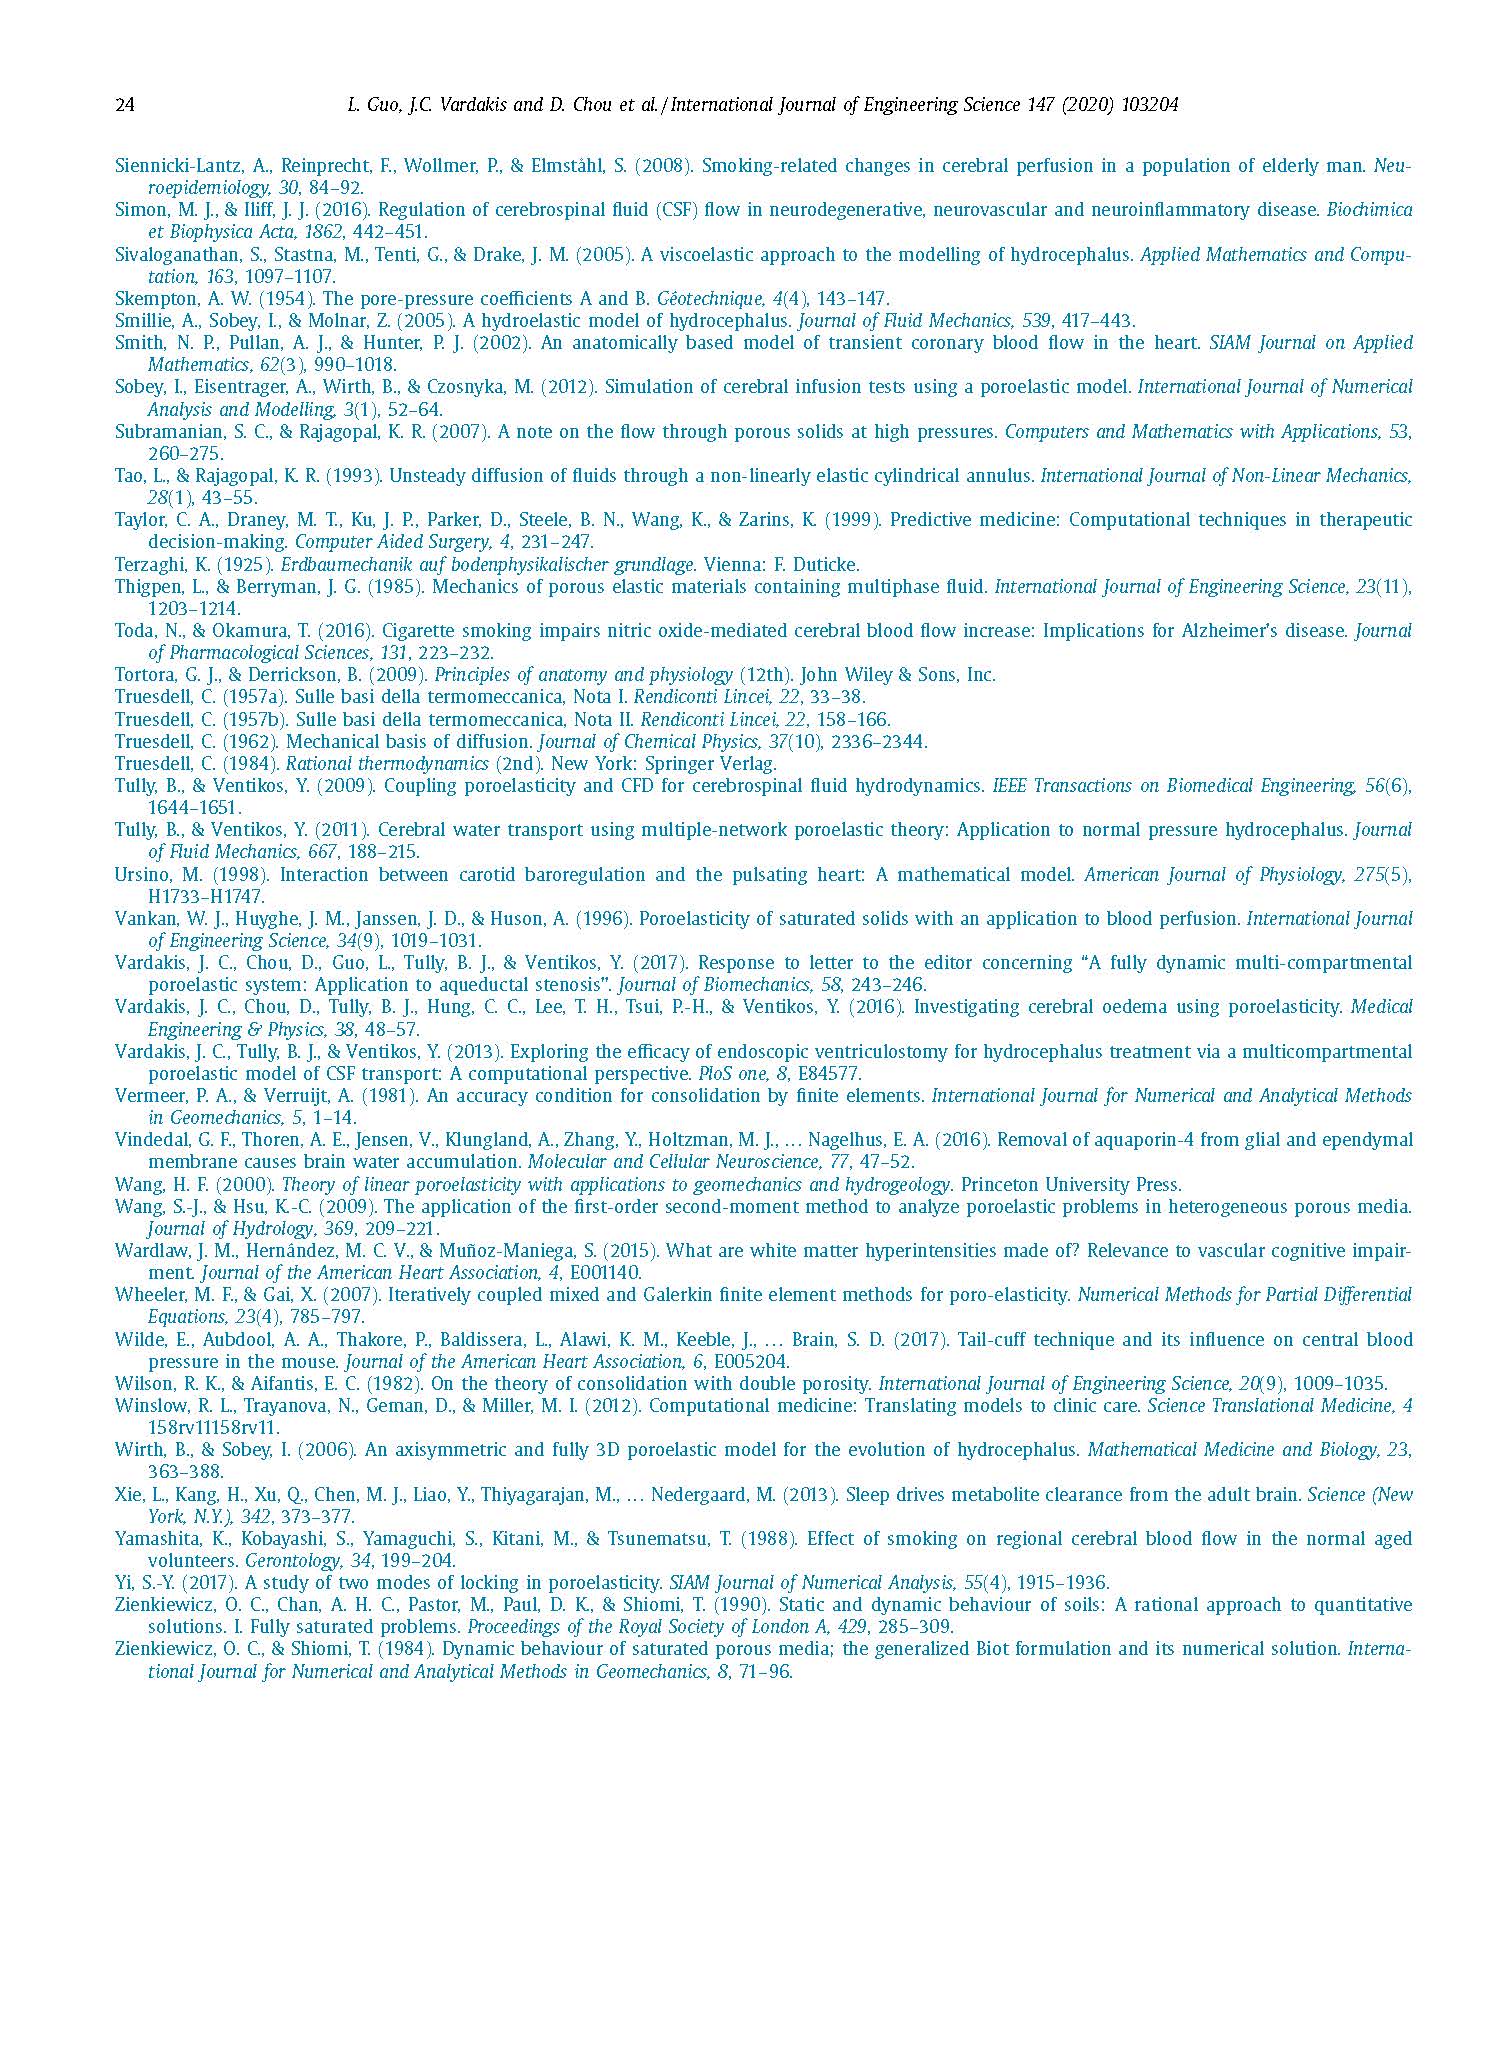 24
L. Guo, J.C. Vardakis and D. Chou et al. / International Journal of Engineering Science 147 (2020) 103204
Siennicki-Lantz, A., Reinprecht, F., Wollmer, P., & Elmståhl, S. (2008). Smoking-related changes in cerebral perfusion in a population of elderly man. Neu-
roepidemiology, 30, 84–92.
Simon, M. J., & Iliff, J. J. (2016). Regulation of cerebrospinal fluid (CSF) flow in neurodegenerative, neurovascular and neuroinflammatory disease. Biochimica
et Biophysica Acta, 1862, 442–451.
Sivaloganathan, S., Stastna, M., Tenti, G., & Drake, J. M. (2005). A viscoelastic approach to the modelling of hydrocephalus. Applied Mathematics and Compu-
tation, 163, 1097–1107.
Skempton, A. W. (1954). The pore-pressure coefficients A and B. Géotechnique, 4(4), 143–147.
Smillie, A., Sobey, I., & Molnar, Z. (2005). A hydroelastic model of hydrocephalus. Journal of Fluid Mechanics, 539, 417–443.
Smith, N. P., Pullan, A. J., & Hunter, P. J. (2002). An anatomically based model of transient coronary blood flow in the heart. SIAM Journal on Applied
Mathematics, 62(3), 990–1018.
Sobey, I., Eisentrager, A., Wirth, B., & Czosnyka, M. (2012). Simulation of cerebral infusion tests using a poroelastic model. International Journal of Numerical
Analysis and Modelling, 3(1), 52–64.
Subramanian, S. C., & Rajagopal, K. R. (2007). A note on the flow through porous solids at high pressures. Computers and Mathematics with Applications, 53,
260–275.
Tao, L., & Rajagopal, K. R. (1993). Unsteady diffusion of fluids through a non-linearly elastic cylindrical annulus. International Journal of Non-Linear Mechanics,
28(1), 43–55.
Taylor, C. A., Draney, M. T., Ku, J. P., Parker, D., Steele, B. N., Wang, K., & Zarins, K. (1999). Predictive medicine: Computational techniques in therapeutic
decision-making. Computer Aided Surgery, 4, 231–247.
Terzaghi, K. (1925). Erdbaumechanik auf bodenphysikalischer grundlage. Vienna: F. Duticke.
Thigpen, L., & Berryman, J. G. (1985). Mechanics of porous elastic materials containing multiphase fluid. International Journal of Engineering Science, 23(11),
1203–1214.
Toda, N., & Okamura, T. (2016). Cigarette smoking impairs nitric oxide-mediated cerebral blood flow increase: Implications for Alzheimer's disease. Journal
of Pharmacological Sciences, 131, 223–232.
Tortora, G. J., & Derrickson, B. (2009). Principles of anatomy and physiology (12th). John Wiley & Sons, Inc.
Truesdell, C. (1957a). Sulle basi della termomeccanica, Nota I. Rendiconti Lincei, 22, 33–38.
Truesdell, C. (1957b). Sulle basi della termomeccanica, Nota II. Rendiconti Lincei, 22, 158–166.
Truesdell, C. (1962). Mechanical basis of diffusion. Journal of Chemical Physics, 37(10), 2336–2344.
Truesdell, C. (1984). Rational thermodynamics (2nd). New York: Springer Verlag.
Tully, B., & Ventikos, Y. (2009). Coupling poroelasticity and CFD for cerebrospinal fluid hydrodynamics. IEEE Transactions on Biomedical Engineering, 56(6),
1644–1651.
Tully, B., & Ventikos, Y. (2011). Cerebral water transport using multiple-network poroelastic theory: Application to normal pressure hydrocephalus. Journal
of Fluid Mechanics, 667, 188–215.
Ursino, M. (1998). Interaction between carotid baroregulation and the pulsating heart: A mathematical model. American Journal of Physiology, 275(5),
H1733–H1747.
Vankan, W. J., Huyghe, J. M., Janssen, J. D., & Huson, A. (1996). Poroelasticity of saturated solids with an application to blood perfusion. International Journal
of Engineering Science, 34(9), 1019–1031.
Vardakis, J. C., Chou, D., Guo, L., Tully, B. J., & Ventikos, Y. (2017). Response to letter to the editor concerning “A fully dynamic multi-compartmental
poroelastic system: Application to aqueductal stenosis”. Journal of Biomechanics, 58, 243–246.
Vardakis, J. C., Chou, D., Tully, B. J., Hung, C. C., Lee, T. H., Tsui, P.-H., & Ventikos, Y. (2016). Investigating cerebral oedema using poroelasticity. Medical
Engineering & Physics, 38, 48–57.
Vardakis, J. C., Tully, B. J., & Ventikos, Y. (2013). Exploring the efficacy of endoscopic ventriculostomy for hydrocephalus treatment via a multicompartmental
poroelastic model of CSF transport: A computational perspective. PloS one, 8, E84577.
Vermeer, P. A., & Verruijt, A. (1981). An accuracy condition for consolidation by finite elements. International Journal for Numerical and Analytical Methods
in Geomechanics, 5, 1–14.
Vindedal, G. F., Thoren, A. E., Jensen, V., Klungland, A., Zhang, Y., Holtzman, M. J., … Nagelhus, E. A. (2016). Removal of aquaporin-4 from glial and ependymal
membrane causes brain water accumulation. Molecular and Cellular Neuroscience, 77, 47–52.
Wang, H. F. (2000). Theory of linear poroelasticity with applications to geomechanics and hydrogeology. Princeton University Press.
Wang, S.-J., & Hsu, K.-C. (2009). The application of the first-order second-moment method to analyze poroelastic problems in heterogeneous porous media.
Journal of Hydrology, 369, 209–221.
Wardlaw, J. M., Hernández, M. C. V., & Muñoz-Maniega, S. (2015). What are white matter hyperintensities made of? Relevance to vascular cognitive impair-
ment. Journal of the American Heart Association, 4, E001140.
Wheeler, M. F., & Gai, X. (2007). Iteratively coupled mixed and Galerkin finite element methods for poro-elasticity. Numerical Methods for Partial Differential
Equations, 23(4), 785–797.
Wilde, E., Aubdool, A. A., Thakore, P., Baldissera, L., Alawi, K. M., Keeble, J., … Brain, S. D. (2017). Tail-cuff technique and its influence on central blood
pressure in the mouse. Journal of the American Heart Association, 6, E005204.
Wilson, R. K., & Aifantis, E. C. (1982). On the theory of consolidation with double porosity. International Journal of Engineering Science, 20(9), 1009–1035.
Winslow, R. L., Trayanova, N., Geman, D., & Miller, M. I. (2012). Computational medicine: Translating models to clinic care. Science Translational Medicine, 4
158rv11158rv11.
Wirth, B., & Sobey, I. (2006). An axisymmetric and fully 3D poroelastic model for the evolution of hydrocephalus. Mathematical Medicine and Biology, 23,
363–388.
Xie, L., Kang, H., Xu, Q., Chen, M. J., Liao, Y., Thiyagarajan, M., … Nedergaard, M. (2013). Sleep drives metabolite clearance from the adult brain. Science (New
York, N.Y.), 342, 373–377.
Yamashita, K., Kobayashi, S., Yamaguchi, S., Kitani, M., & Tsunematsu, T. (1988). Effect of smoking on regional cerebral blood flow in the normal aged
volunteers. Gerontology, 34, 199–204.
Yi, S.-Y. (2017). A study of two modes of locking in poroelasticity. SIAM Journal of Numerical Analysis, 55(4), 1915–1936.
Zienkiewicz, O. C., Chan, A. H. C., Pastor, M., Paul, D. K., & Shiomi, T. (1990). Static and dynamic behaviour of soils: A rational approach to quantitative
solutions. I. Fully saturated problems. Proceedings of the Royal Society of London A, 429, 285–309.
Zienkiewicz, O. C., & Shiomi, T. (1984). Dynamic behaviour of saturated porous media; the generalized Biot formulation and its numerical solution. Interna-
tional Journal for Numerical and Analytical Methods in Geomechanics, 8, 71–96.